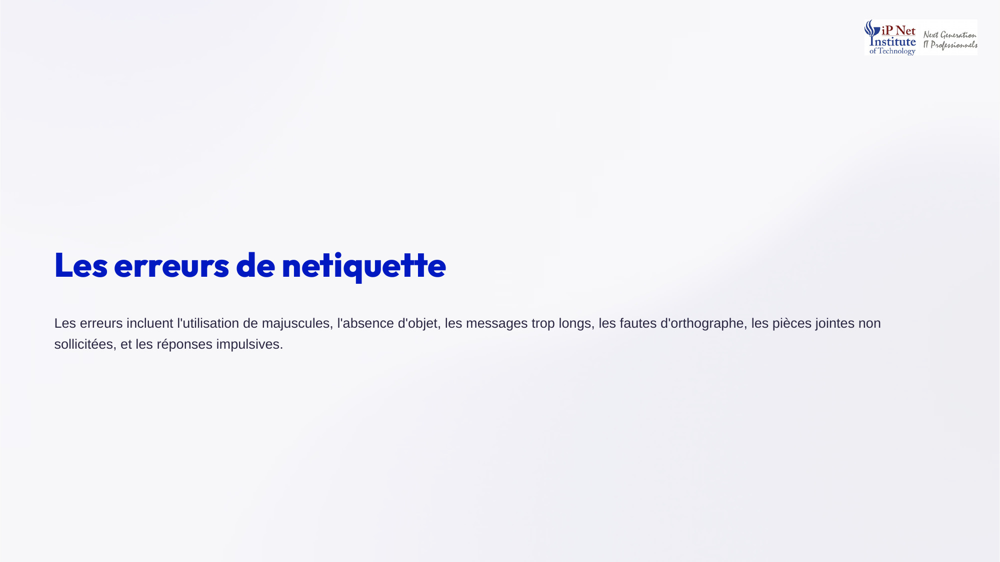 iP Net
Institute
of Technology
Next Generation
IT Professionnels
Les erreurs de netiquette
Les erreurs incluent l'utilisation de majuscules, l'absence d'objet, les messages trop longs, les fautes d'orthographe, les pièces jointes non
sollicitées, et les réponses impulsives.